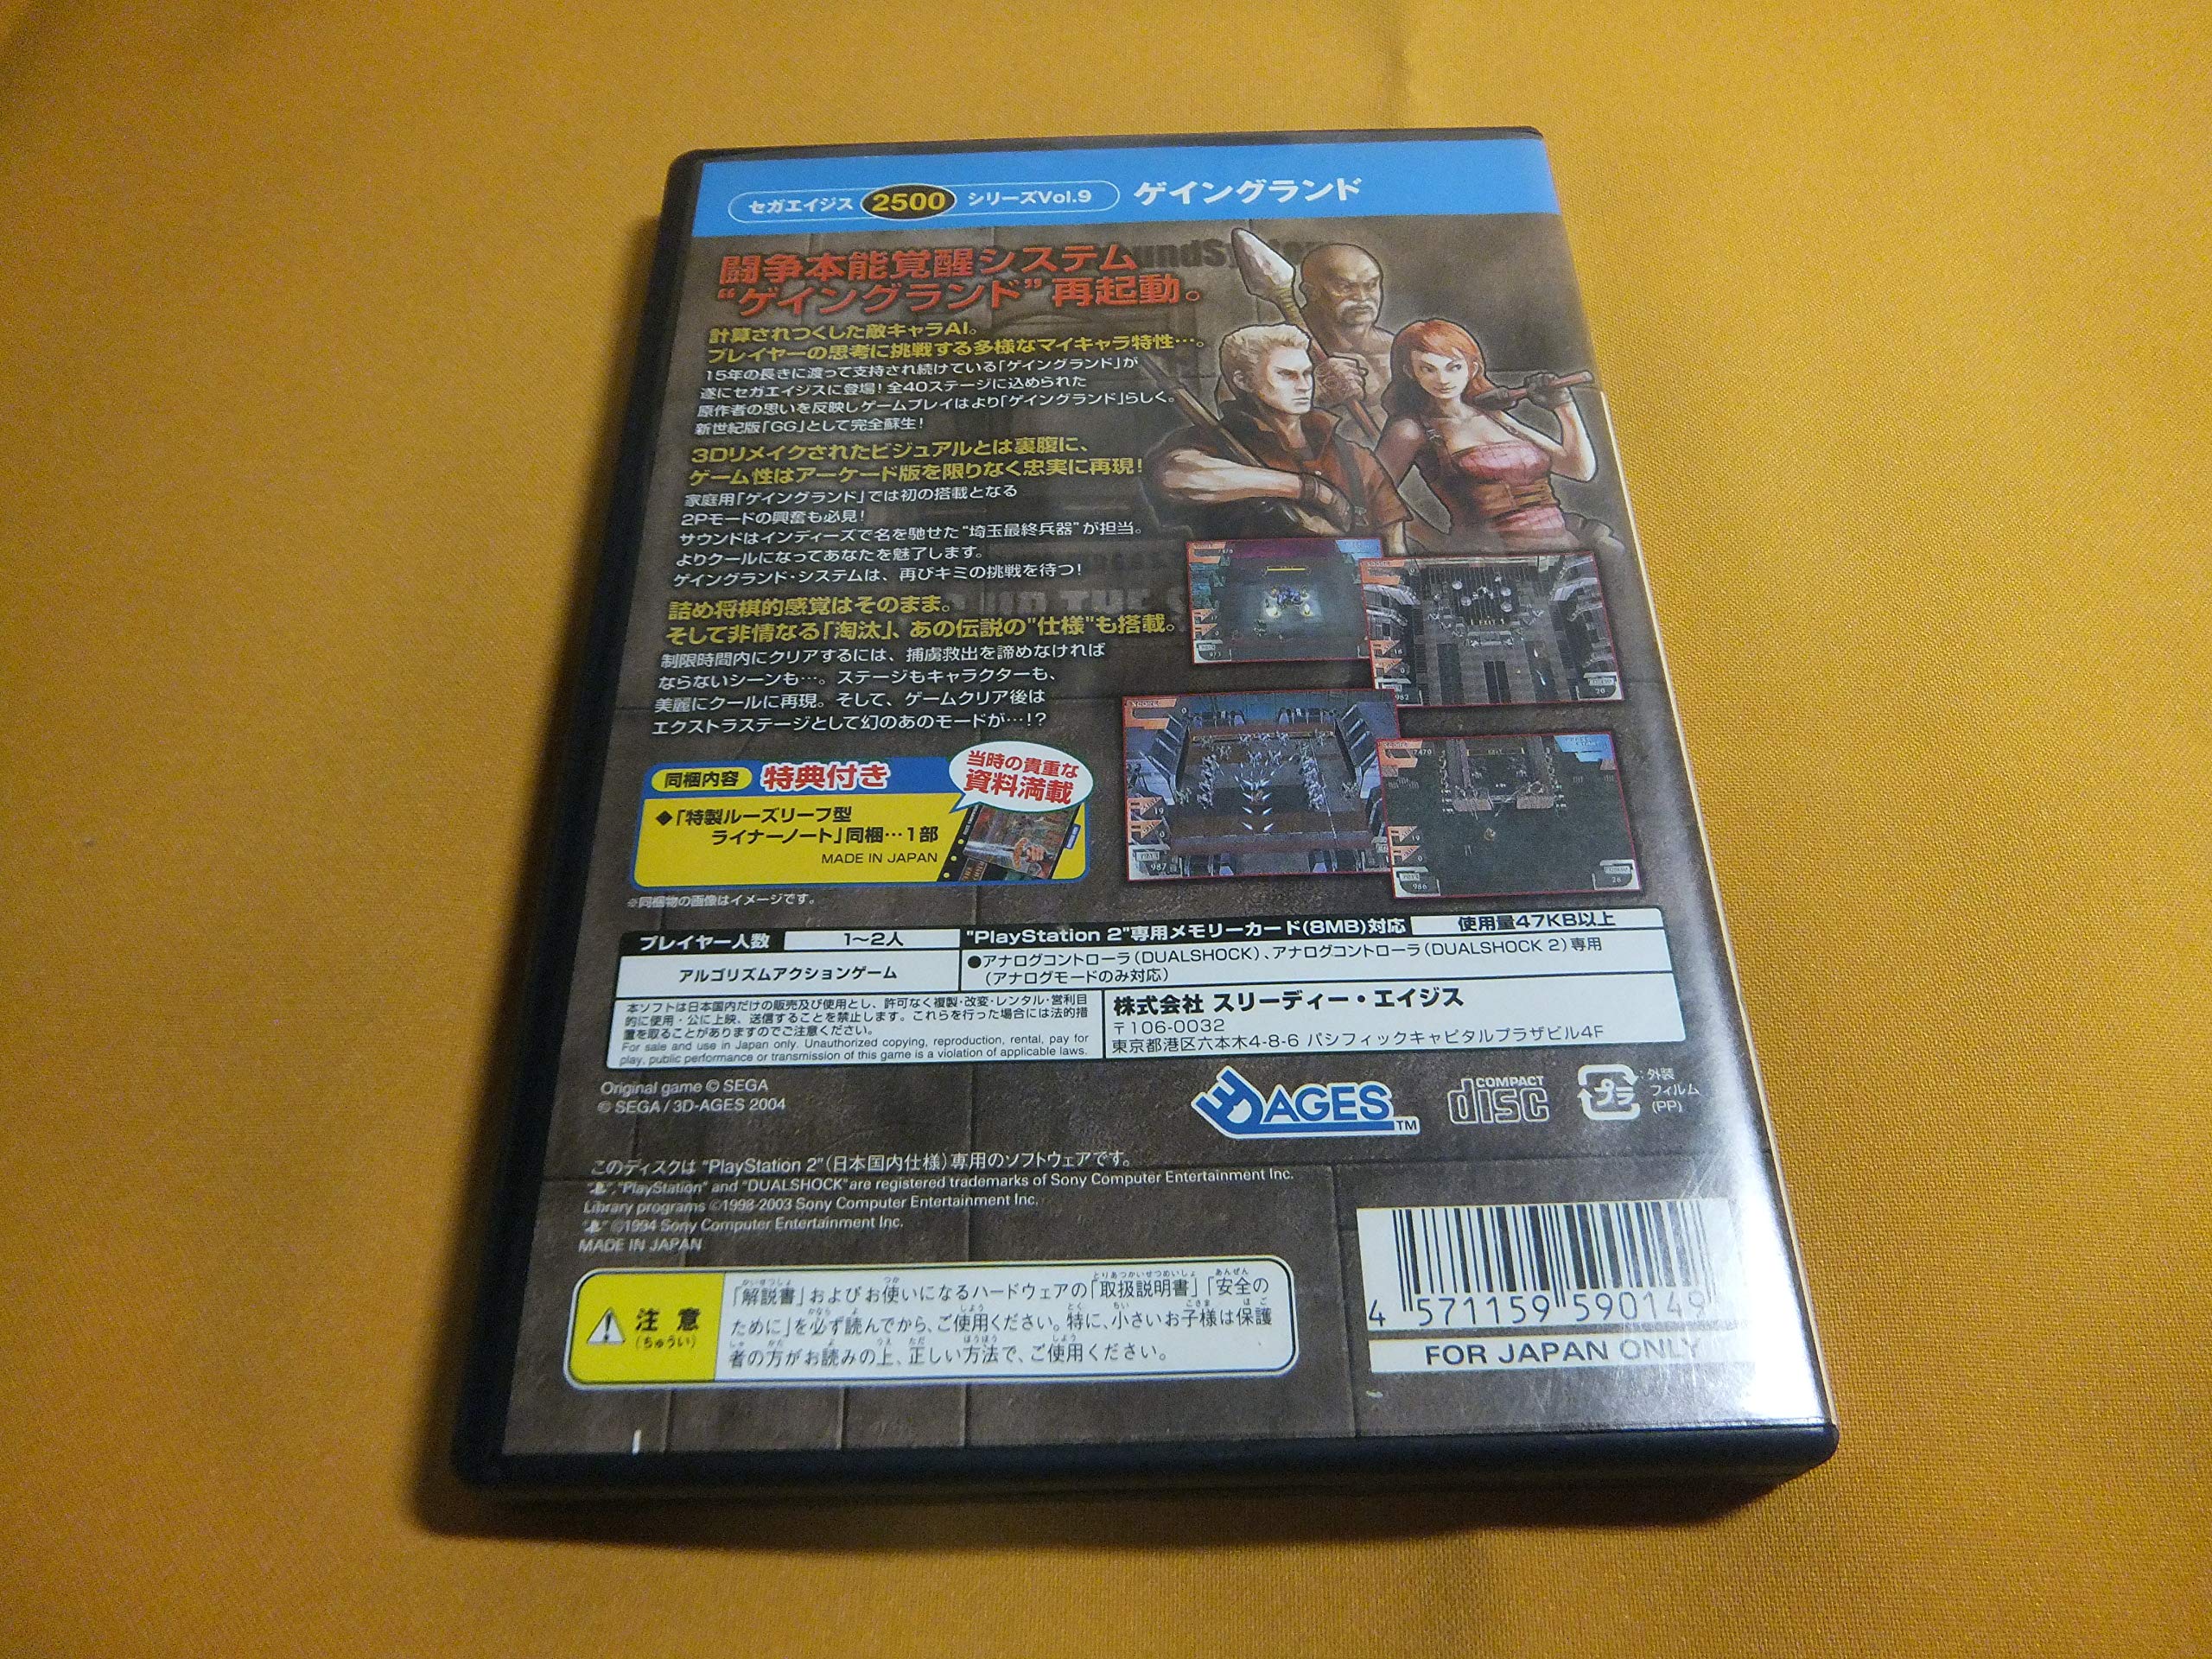 セガエイジス 2500 シリーズVol.9 ゲイングランド
闘争本能覚醒システム
“ゲイングランド”再起動。
計算されつくした敵キャラAI。
プレイヤーの思考に挑戦する多様なマイキャラ特性…。
15年の長きに渡って支持され続けている「ゲイングランド」が
遂にセガエイジスに登場!全40ステージに込められた
原作者の思いを反映しゲームプレイはより「ゲイングランド」らしく。
新世紀版「GG」として完全蘇生!
3Dリメイクされたビジュアルとは裏腹に、
ゲーム性はアーケード版を限りなく忠実に再現!
家庭用「ゲイングランド」では初の搭載となる
2Pモードの興奮も必見!
サウンドはインディーズで名を馳せた“埼玉最終兵器”が担当。
よりクールになってあなたを魅了します。
ゲイングランド・システムは、再びキミの挑戦を待つ!
詰め将棋的感覚はそのまま。
そして非情なる「淘汰」、あの伝説の"仕様"も搭載。
制限時間内にクリアするには、捕虜救出を諦めなければ
ならないシーンも…。ステージもキャラクターも、
美麗にクールに再現。そして、ゲームクリア後は
エクストラステージとして幻のあのモードが…!?
同梱内容 特典付き
当時の貴重な
資料満載
◆「特製ルーズリーフ型
ライナーノート」同梱…1部
MADE IN JAPAN
※同梱物の画像はイメージです。
プレイヤー人数 1〜2人
"PlayStation 2"専用メモリーカード(8MB)対応 使用量47KB以上
アルゴリズムアクションゲーム
●アナログコントローラ(DUALSHOCK)、アナログコントローラ(DUALSHOCK 2)専用
(アナログモードのみ対応)
本ソフトは日本国内だけの販売及び使用とし、許可なく複製・改変・レンタル・営利目
的に使用・公に上映、送信することを禁止します。これらを行った場合には法的措
置を取ることがありますのでご注意ください。
For sale and use in Japan only. Unauthorized copying, reproduction, rental, pay for
play, public performance or transmission of this game is a violation of applicable laws.
株式会社 スリーディー・エイジス
〒106-0032
東京都港区六本木4-8-6 パシフィックキャピタルプラザビル4F
Original game © SEGA
© SEGA / 3D-AGES 2004
3D AGES TM
COMPACT disc
プラ :外装
フィルム
(PP)
このディスクは "PlayStation 2"(日本国内仕様)専用のソフトウェアです。
"PlayStation" and "DUALSHOCK"are registered trademarks of Sony Computer Entertainment Inc.
Library programs ©1998-2003 Sony Computer Entertainment Inc.
©1994 Sony Computer Entertainment Inc.
MADE IN JAPAN
注意
(ちゅうい)
「解説書」およびお使いになるハードウェアの「取扱説明書」「安全の
ために」を必ず読んでから、ご使用ください。特に、小さいお子様は保護
者の方がお読みの上、正しい方法で、ご使用ください。
4 571159 590149
FOR JAPAN ONLY